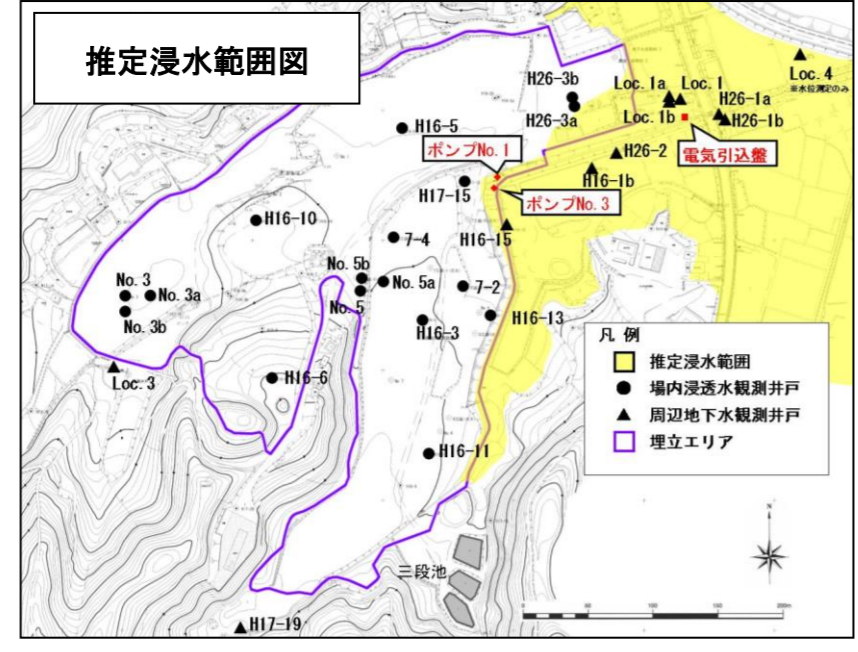 推定浸水範囲図
H26-3b
H26-3a
Loc. 1a
Loc. 1
Loc. 1b
H26-1a
H26-1b
Loc. 4
※水位測定のみ
H16-5
ポンプNo. 1
H26-2
電気引込盤
H17-15
H16-1b
ポンプNo. 3
H16-10
7-4
H16-15
No. 5b
No. 3
No. 3a
No. 5a
7-2
No. 3b
No. 5
H16-3
H16-13
Loc. 3
H16-6
H16-11
凡 例
推定浸水範囲
場内浸透水観測井戸
周辺地下水観測井戸
埋立エリア
三段池
H17-19
N
0
50
100
150
200m